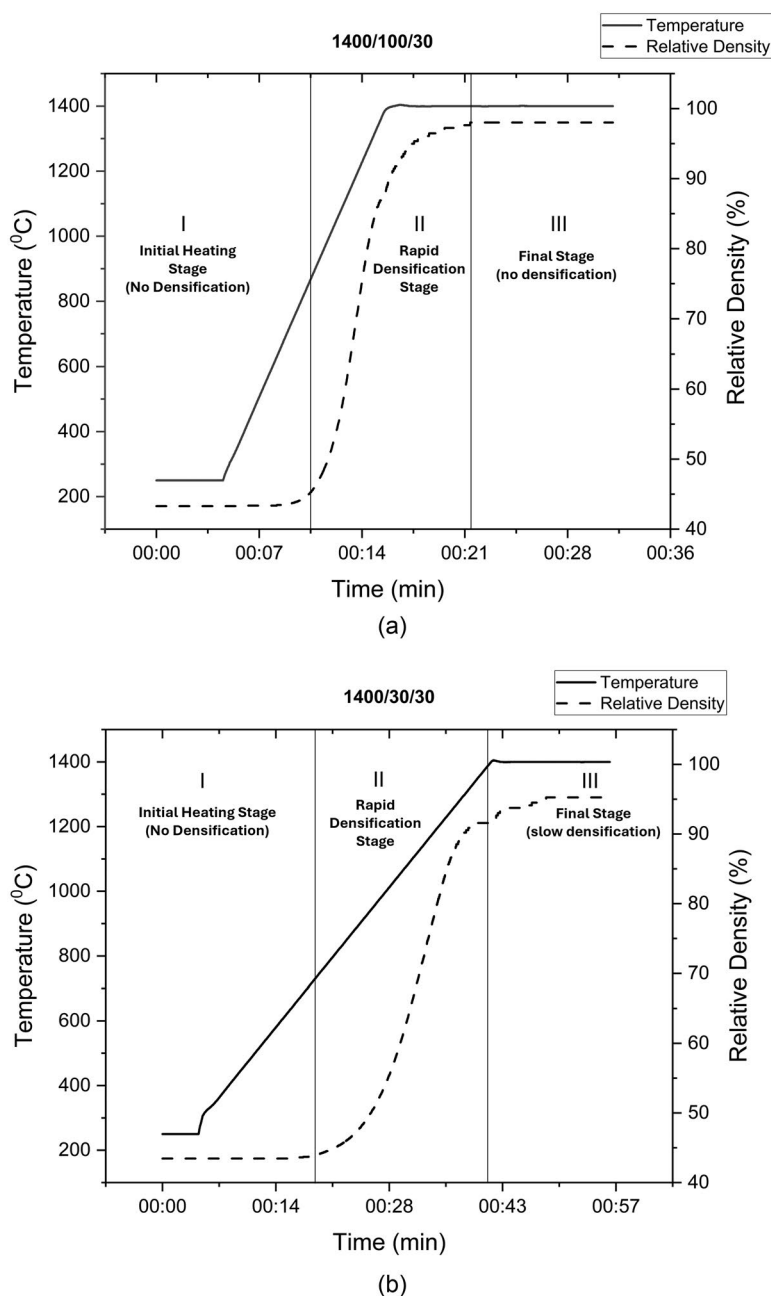 1400/100/30
Temperature
Relative Density
1400
1300
1000
800
600
400
200
100
90
80
70
60
50
40
I
Initial Heating
Stage
(No Densification)
II
Rapid
Densification
Stage
III
Final Stage
(no densification)
00:00
00:07
00:14
00:21
00:28
00:36
Temperature (⁰C)
Relative Density (%)
Time (min)
(a)
1400/30/30
Temperature
Relative Density
1400
1200
1000
800
600
400
200
100
90
80
70
60
50
40
I
Initial Heating Stage
(No Densification)
II
Rapid
Densification
Stage
III
Final Stage
(slow densification)
00:00
00:14
00:28
00:43
00:57
Temperature (⁰C)
Relative Density (%)
Time (min)
(b)